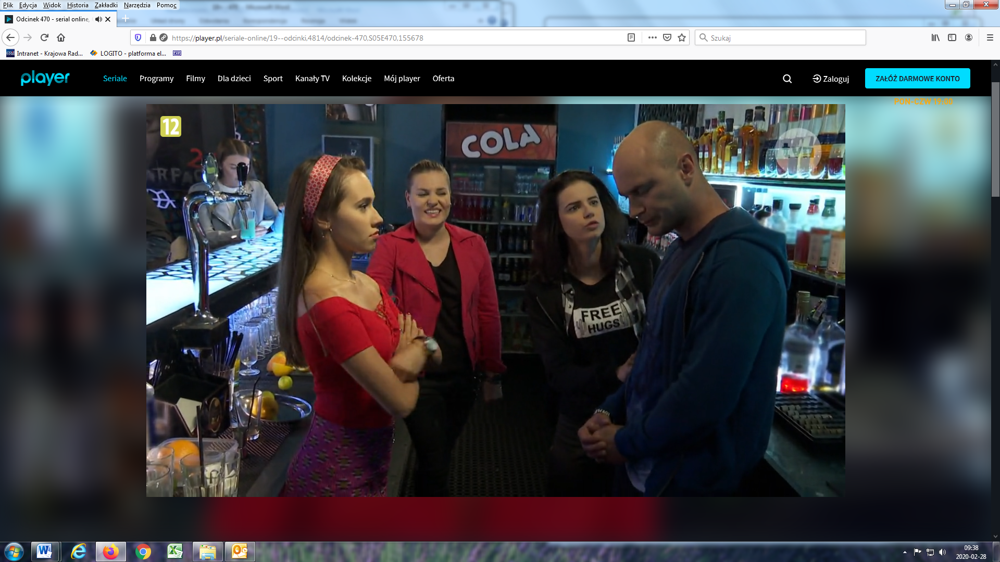 Plik Edycja Widok Historia Zakładki Narzędzia Pomoc
Odcinek 470 - serial online,
https://player.pl/seriale-online/19--odcinki,4814/odcinek-470,S05E470,155678
Szukaj
Intranet - Krajowa Rad... LOGITO - platforma el...
player Seriale Programy Filmy Dla dzieci Sport Kanały TV Kolekcje Mój player Oferta Zaloguj ZAŁÓŻ DARMOWE KONTO
PON-CZW 19:00
12
COLA
FREE
HUGS
09:38
2020-02-28